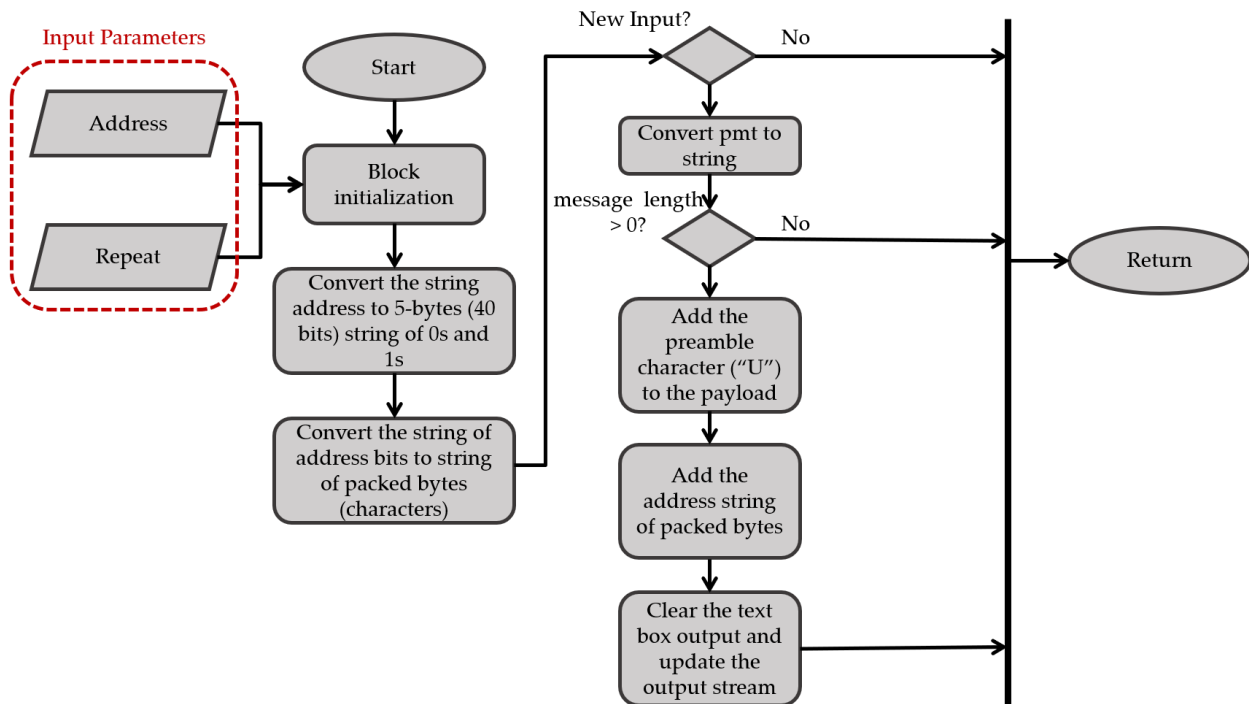 Input Parameters
Address
Repeat
Start
Block
initialization
Convert the string
address to 5-bytes (40
bits) string of 0s and
1s
Convert the string of
address bits to string
of packed bytes
(characters)
New Input?
No
Convert pmt to
string
message length
> 0?
No
Add the
preamble
character (“U”)
to the payload
Add the
address string
of packed bytes
Clear the text
box output and
update the
output stream
Return